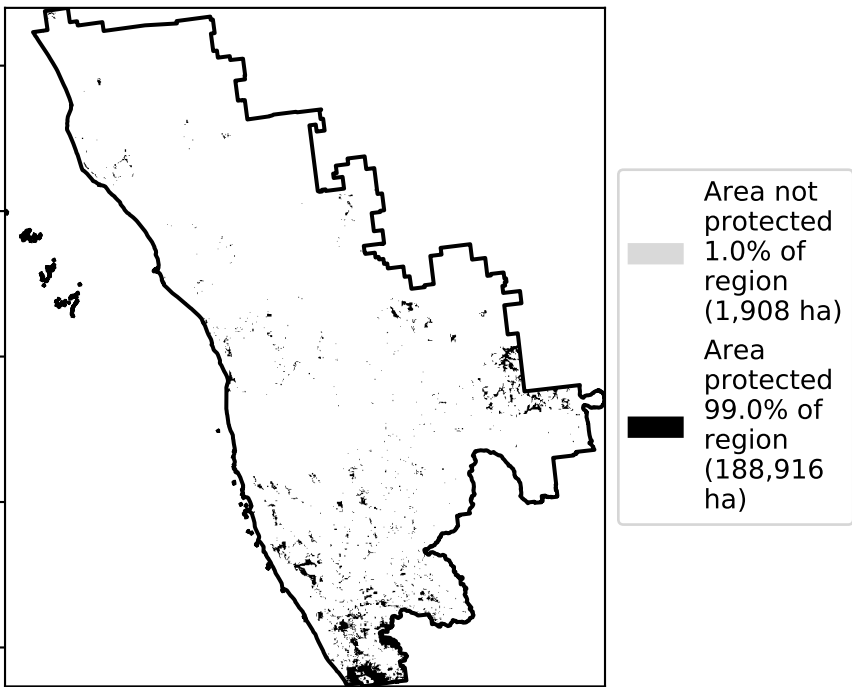 Area not
protected
1.0% of
region
(1,908 ha)
Area
protected
99.0% of
region
(188,916
ha)